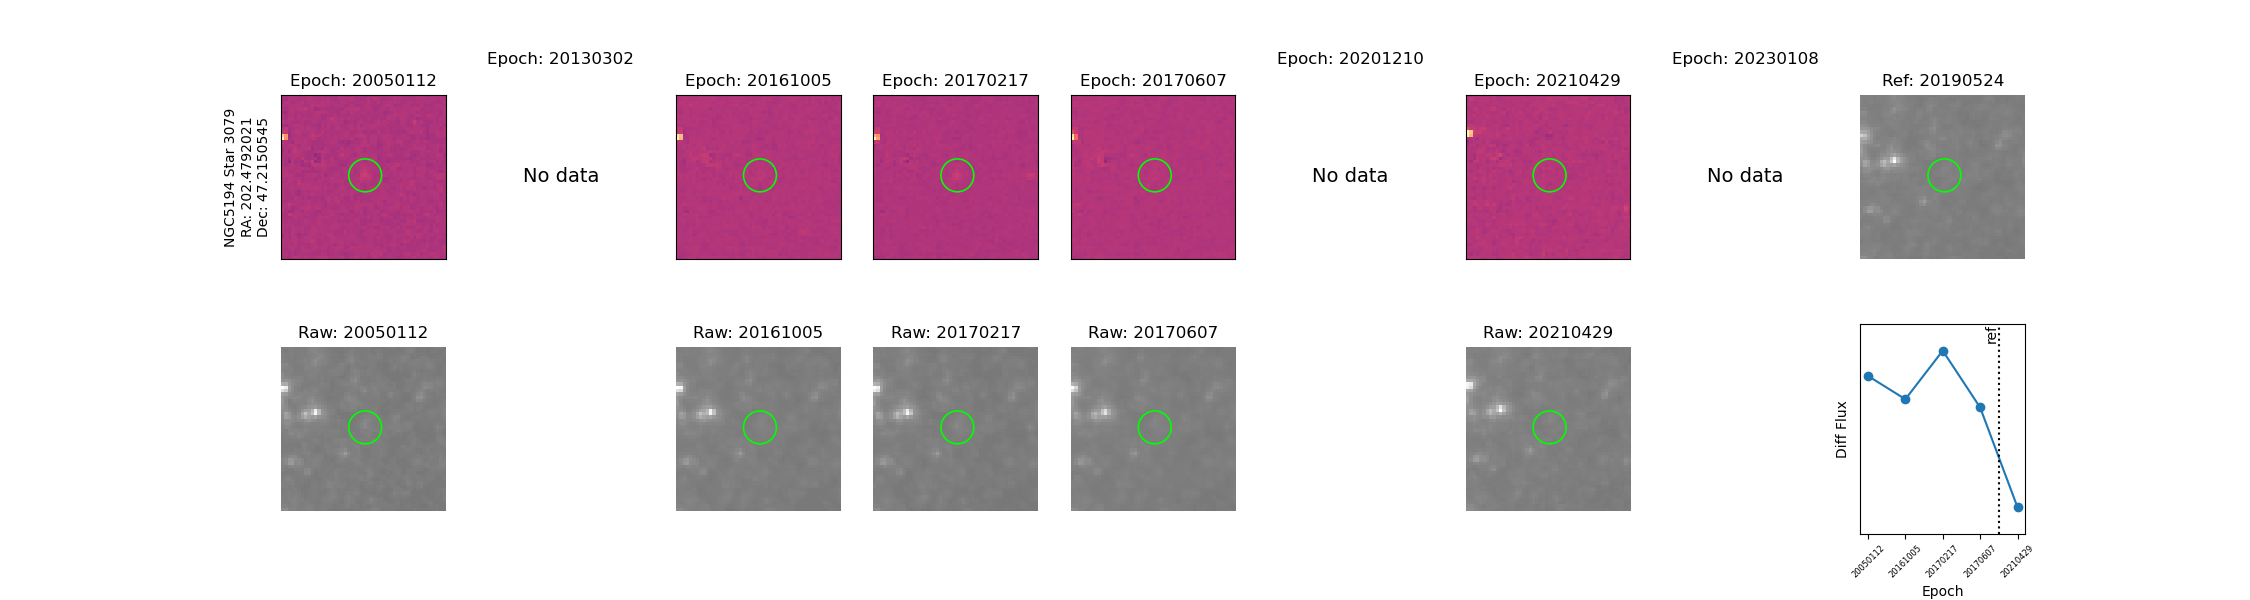 Epoch: 20130302
Epoch: 20201210
Epoch: 20230108
Epoch: 20050112
Epoch: 20161005
Epoch: 20170217
Epoch: 20170607
Epoch: 20210429
Ref: 20190524
NGC5194 Star 3079
RA: 202.4792021
Dec: 47.2150545
No data
No data
No data
Raw: 20050112
Raw: 20161005
Raw: 20170217
Raw: 20170607
Raw: 20210429
ref
Diff Flux
20050112
20161005
20170217
20170607
20210429
Epoch